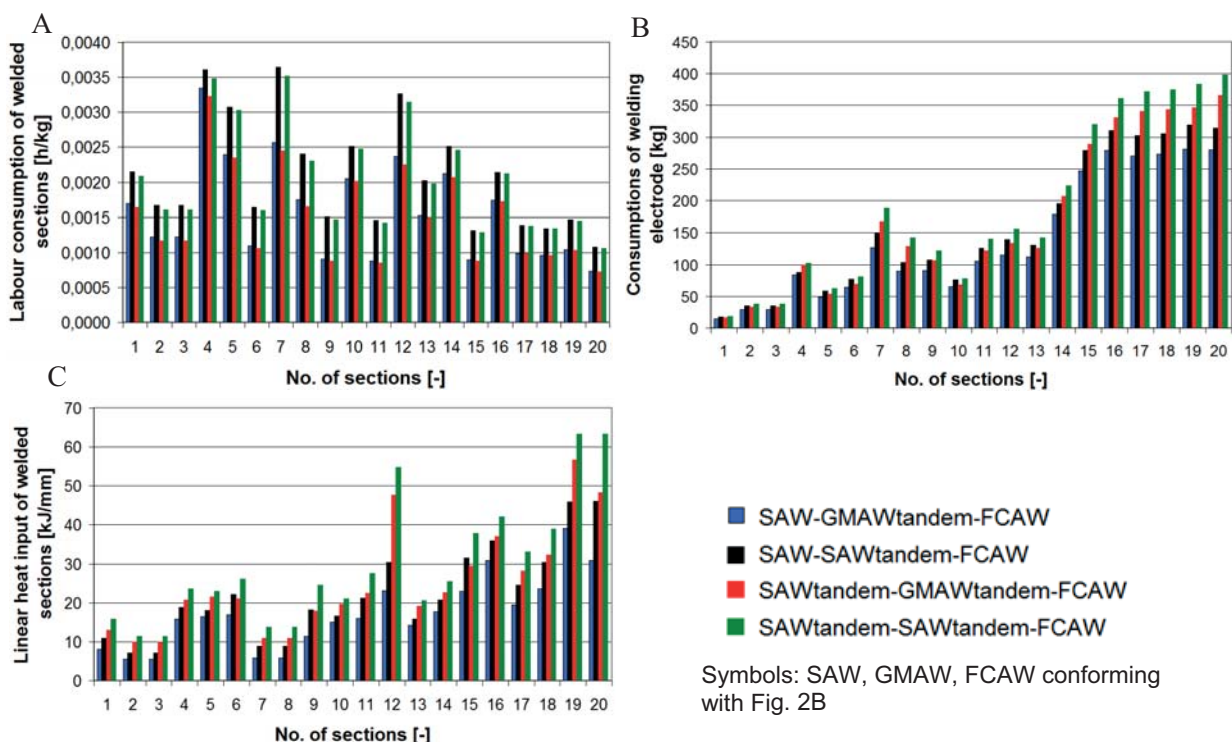 A
Labour consumption of welded
sections [h/kg]
0,0040
0,0035
0,0030
0,0025
0,0020
0,0015
0,0010
0,0005
0,0000
1 2 3 4 5 6 7 8 9 10 11 12 13 14 15 16 17 18 19 20
No. of sections [-]
B
Consumptions of welding
electrode [kg]
450
400
350
300
250
200
150
100
50
0
1 2 3 4 5 6 7 8 9 10 11 12 13 14 15 16 17 18 19 20
No. of sections [-]
C
Linear heat input of welded
sections [kJ/mm]
70
60
50
40
30
20
10
0
1 2 3 4 5 6 7 8 9 10 11 12 13 14 15 16 17 18 19 20
No. of sections [-]
SAW-GMAWtandem-FCAW
SAW-SAWtandem-FCAW
SAWtandem-GMAWtandem-FCAW
SAWtandem-SAWtandem-FCAW
Symbols: SAW, GMAW, FCAW conforming
with Fig. 2B